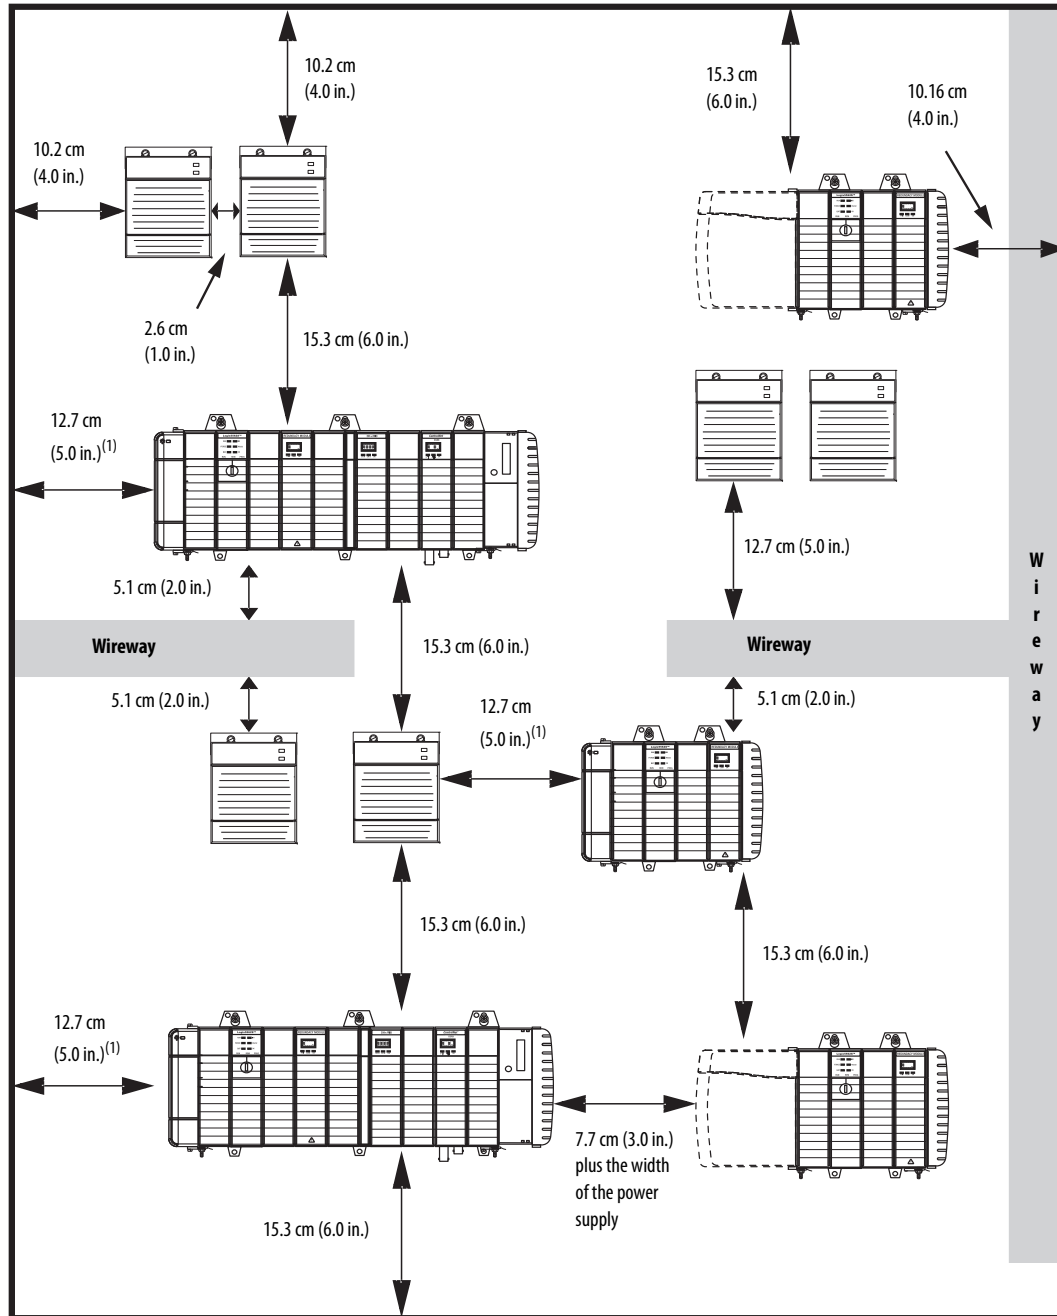 10.2 cm
(4.0 in.)
15.3 cm
(6.0 in.)
10.16 cm
(4.0 in.)
10.2 cm
(4.0 in.)
2.6 cm
(1.0 in.)
15.3 cm (6.0 in.)
12.7 cm
(5.0 in.)(1)
12.7 cm (5.0 in.)
5.1 cm (2.0 in.)
Wireway
15.3 cm (6.0 in.)
Wireway
Wireway
5.1 cm (2.0 in.)
12.7 cm
(5.0 in.)(1)
5.1 cm (2.0 in.)
15.3 cm (6.0 in.)
15.3 cm (6.0 in.)
12.7 cm
(5.0 in.)(1)
7.7 cm (3.0 in.)
plus the width
of the power
supply
15.3 cm (6.0 in.)